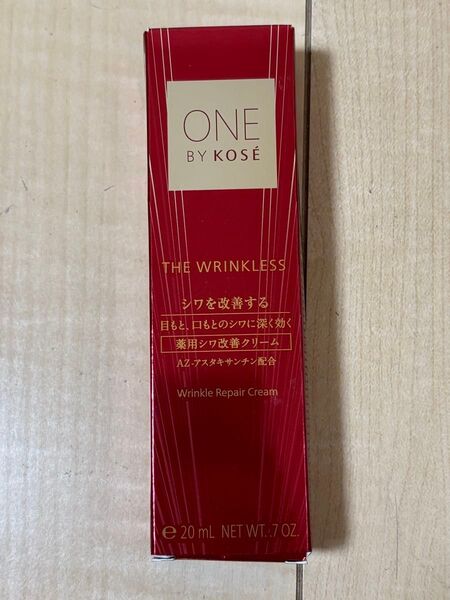 ONE
BY KOSÉ
THE WRINKLESS
シワを改善する
目もと、口もとのシワに深く効く
薬用シワ改善クリーム
AZ-アスタキサンチン配合
Wrinkle Repair Cream
℮ 20 mL NET WT. .7 OZ.